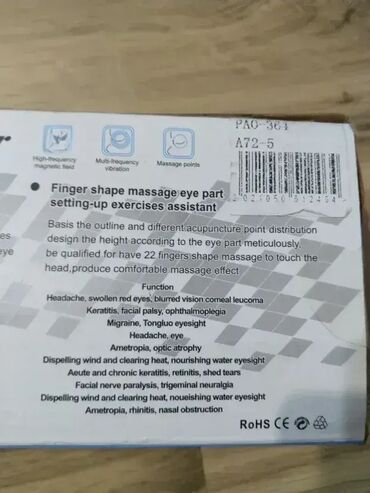 r
PAO-364
A72-5
High-frequency
magnetic field
Multi-frequency
vibration
Massage points
Finger shape massage eye part
setting-up exercises assistant
Basis the outline and different acupuncture point distribution
design the height according to the eye part meticulously,
be qualified for have 22 fingers shape massage to touch the
head,produce comfortable massage effect
es
eye
Function
Headache, swollen red eyes, blurred vision corneal leucoma
Keratitis, facial palsy, ophthalmoplegia
Migraine, Tongluo eyesight
Headache, eye
Ametropia, optic atrophy
Dispelling wind and clearing heat, nourishing water eyesight
Aeute and chronic keratitis, retinitis, shed tears
Facial nerve paralysis, trigeminal neuralgia
Dispelling wind and clearing heat, noueishing water eyesight
Ametropia, rhinitis, nasal obstruction
RoHS CE